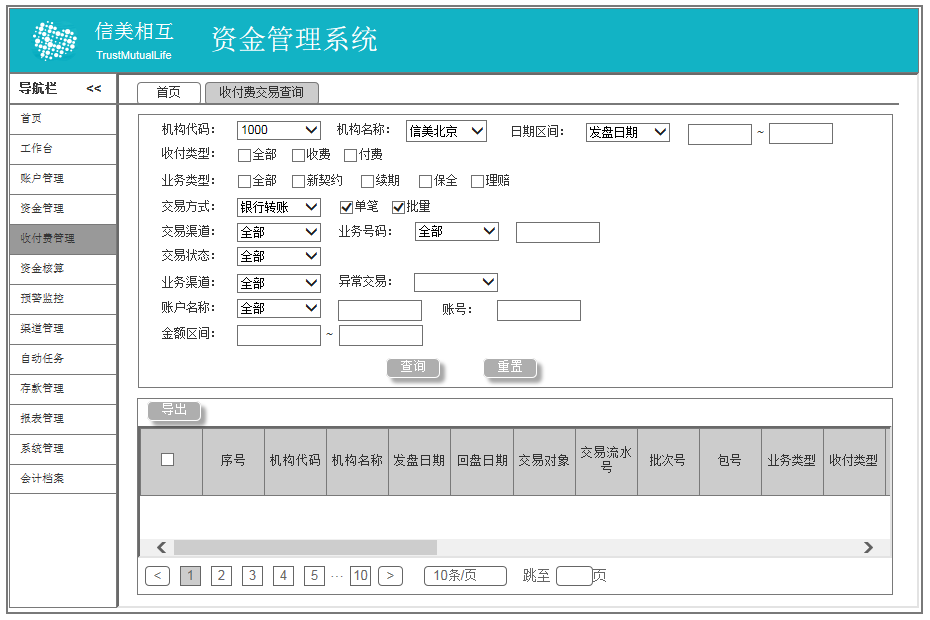 信美相互
TrustMutualLife
资金管理系统
导航栏 <<
首页
工作台
账户管理
资金管理
收付费管理
资金核算
预警监控
渠道管理
自动任务
存款管理
报表管理
系统管理
会计档案
首页 收付费交易查询
机构代码： 1000 机构名称： 信美北京 日期区间： 发盘日期 ~
收付类型： 全部 收费 付费
业务类型： 全部 新契约 续期 保全 理赔
交易方式： 银行转账 单笔 批量
交易渠道： 全部 业务号码： 全部
交易状态： 全部
业务渠道： 全部 异常交易：
账户名称： 全部 账号：
金额区间： ~
查询 重置
导出
序号 机构代码 机构名称 发盘日期 回盘日期 交易对象 交易流水号 批次号 包号 业务类型 收付类型
< 1 2 3 4 5 ··· 10 > 10条/页 跳至 页